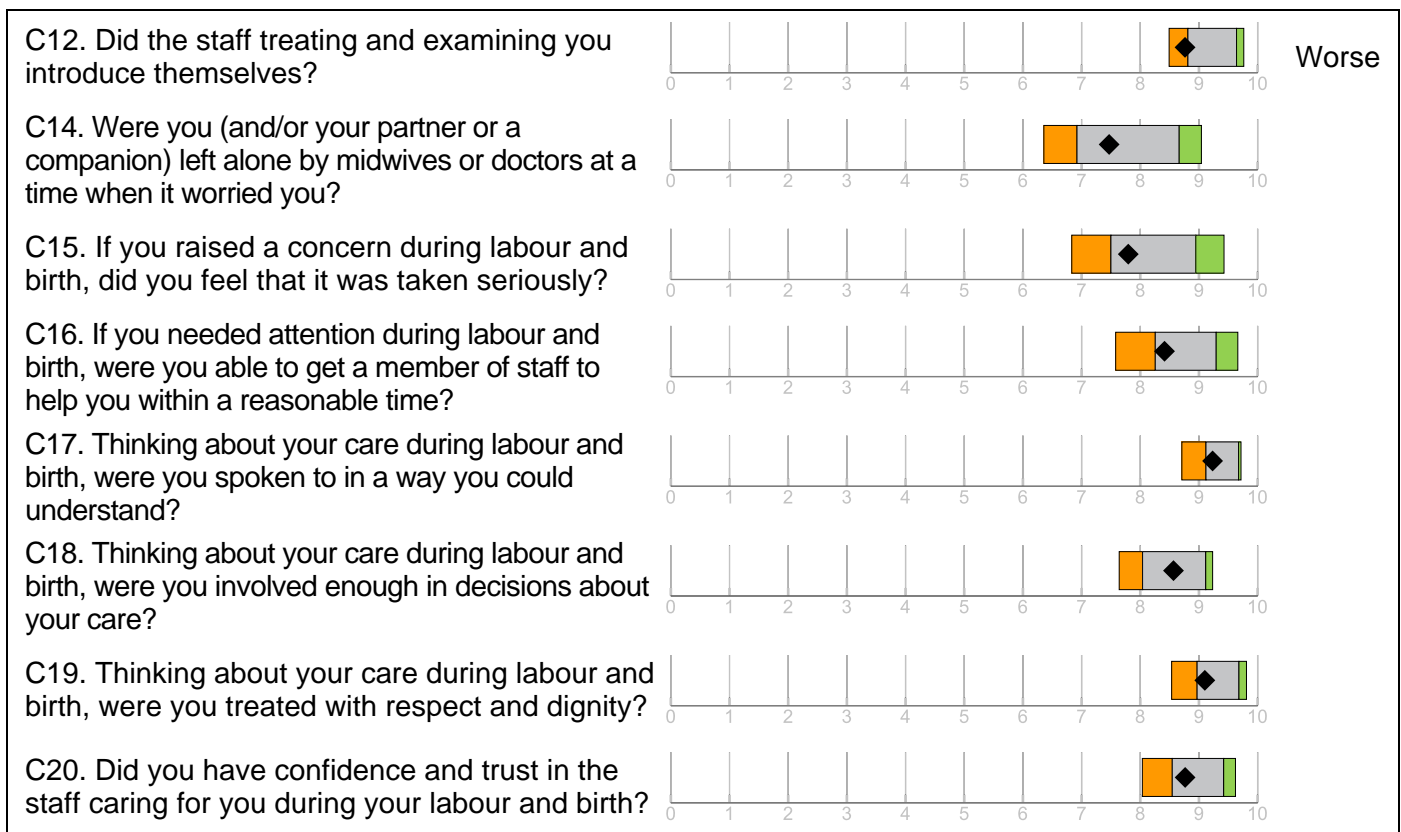 C12. Did the staff treating and examining you
introduce themselves?
0 1 2 3 4 5 6 7 8 9 10
Worse
C14. Were you (and/or your partner or a
companion) left alone by midwives or doctors at a
time when it worried you?
0 1 2 3 4 5 6 7 8 9 10
C15. If you raised a concern during labour and
birth, did you feel that it was taken seriously?
0 1 2 3 4 5 6 7 8 9 10
C16. If you needed attention during labour and
birth, were you able to get a member of staff to
help you within a reasonable time?
0 1 2 3 4 5 6 7 8 9 10
C17. Thinking about your care during labour and
birth, were you spoken to in a way you could
understand?
0 1 2 3 4 5 6 7 8 9 10
C18. Thinking about your care during labour and
birth, were you involved enough in decisions about
your care?
0 1 2 3 4 5 6 7 8 9 10
C19. Thinking about your care during labour and
birth, were you treated with respect and dignity?
0 1 2 3 4 5 6 7 8 9 10
C20. Did you have confidence and trust in the
staff caring for you during your labour and birth?
0 1 2 3 4 5 6 7 8 9 10